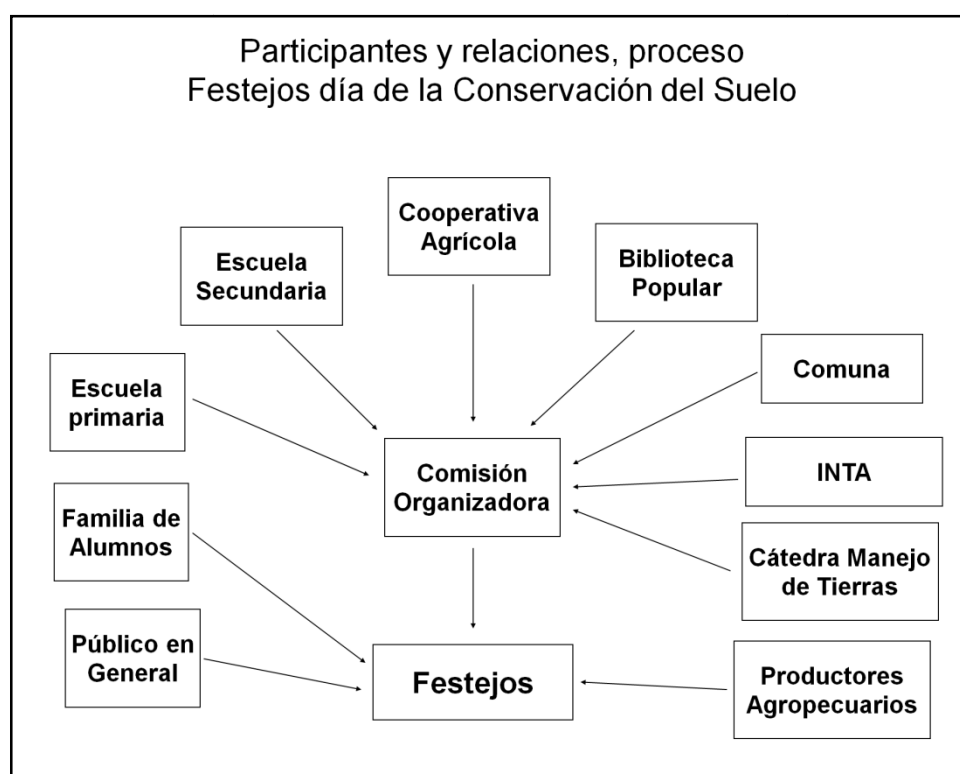 Participantes y relaciones, proceso
Festejos día de la Conservación del Suelo
Cooperativa
Agrícola
Escuela
Secundaria
Biblioteca
Popular
Escuela
primaria
Comuna
Comisión
Organizadora
INTA
Familia de
Alumnos
Cátedra Manejo
de Tierras
Público en
General
Festejos
Productores
Agropecuarios